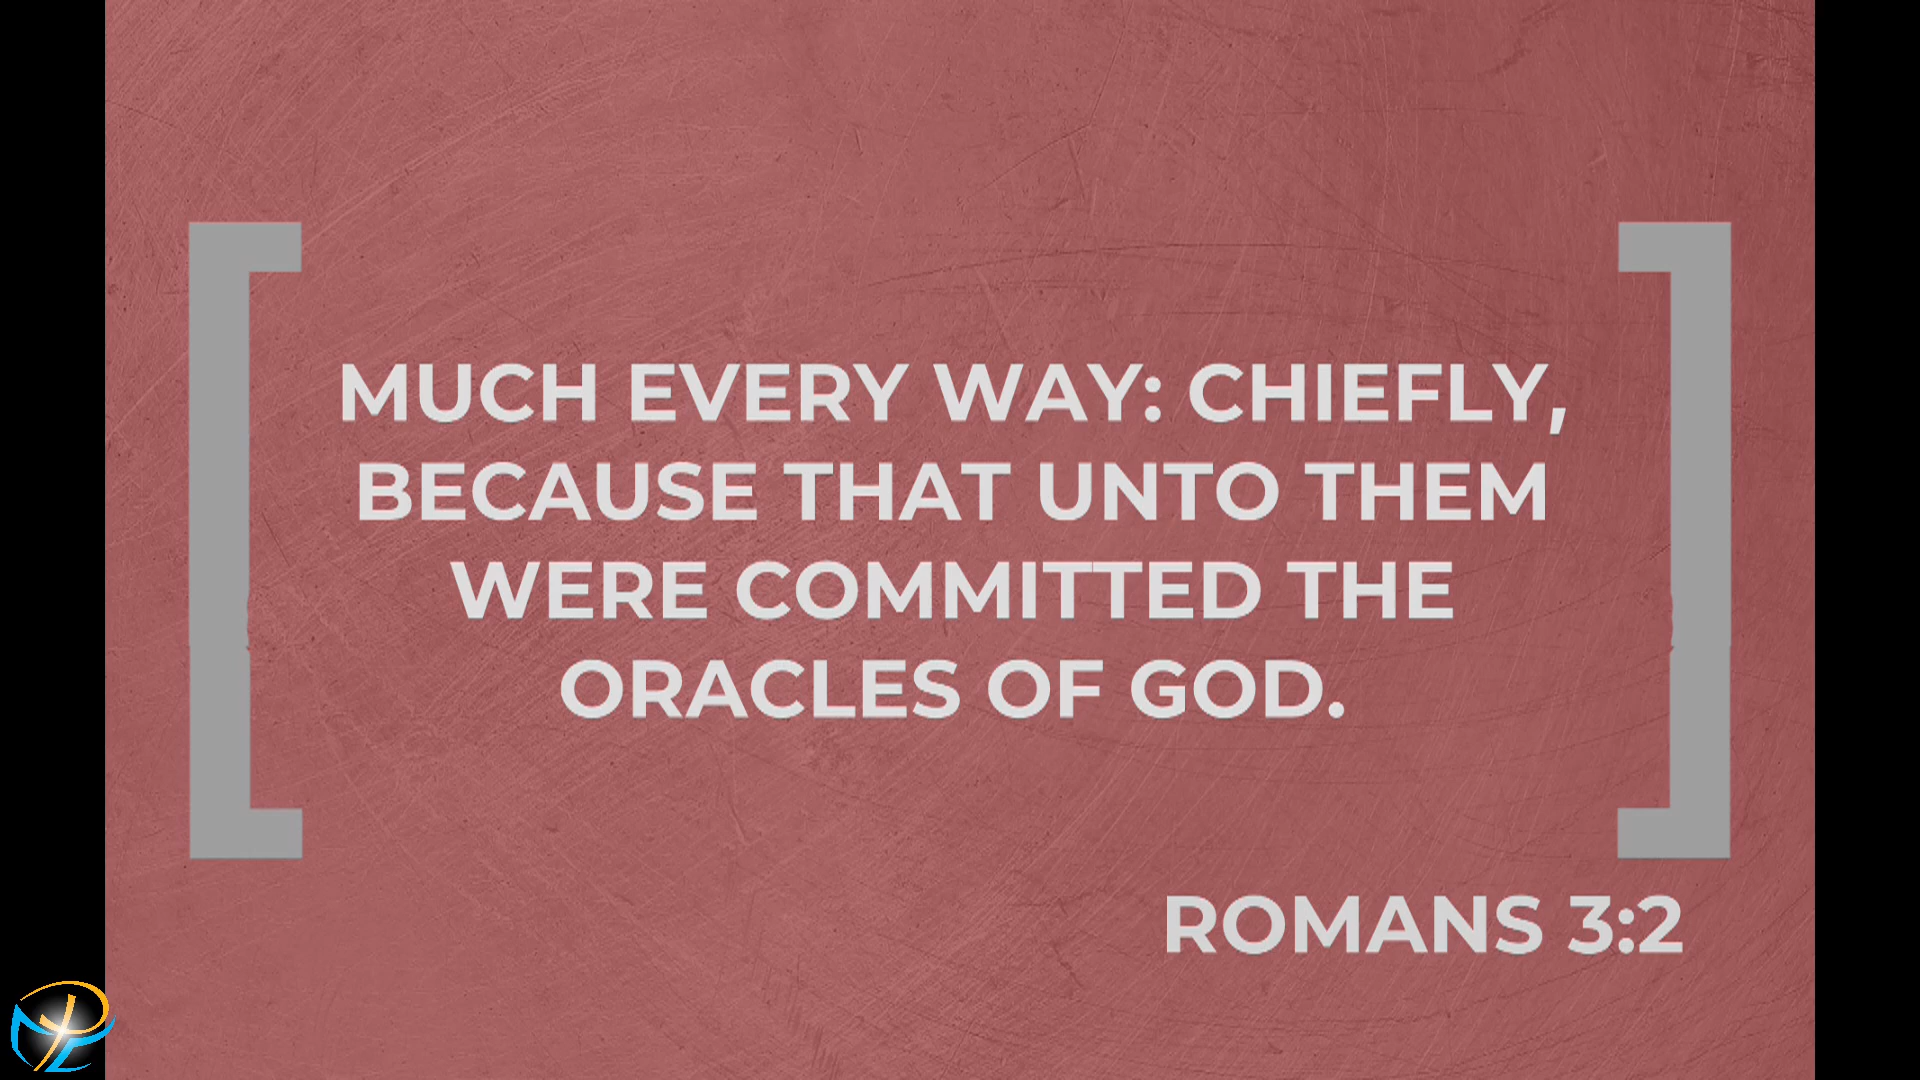 MUCH EVERY WAY: CHIEFLY,
BECAUSE THAT UNTO THEM
WERE COMMITTED THE
ORACLES OF GOD.
ROMANS 3:2